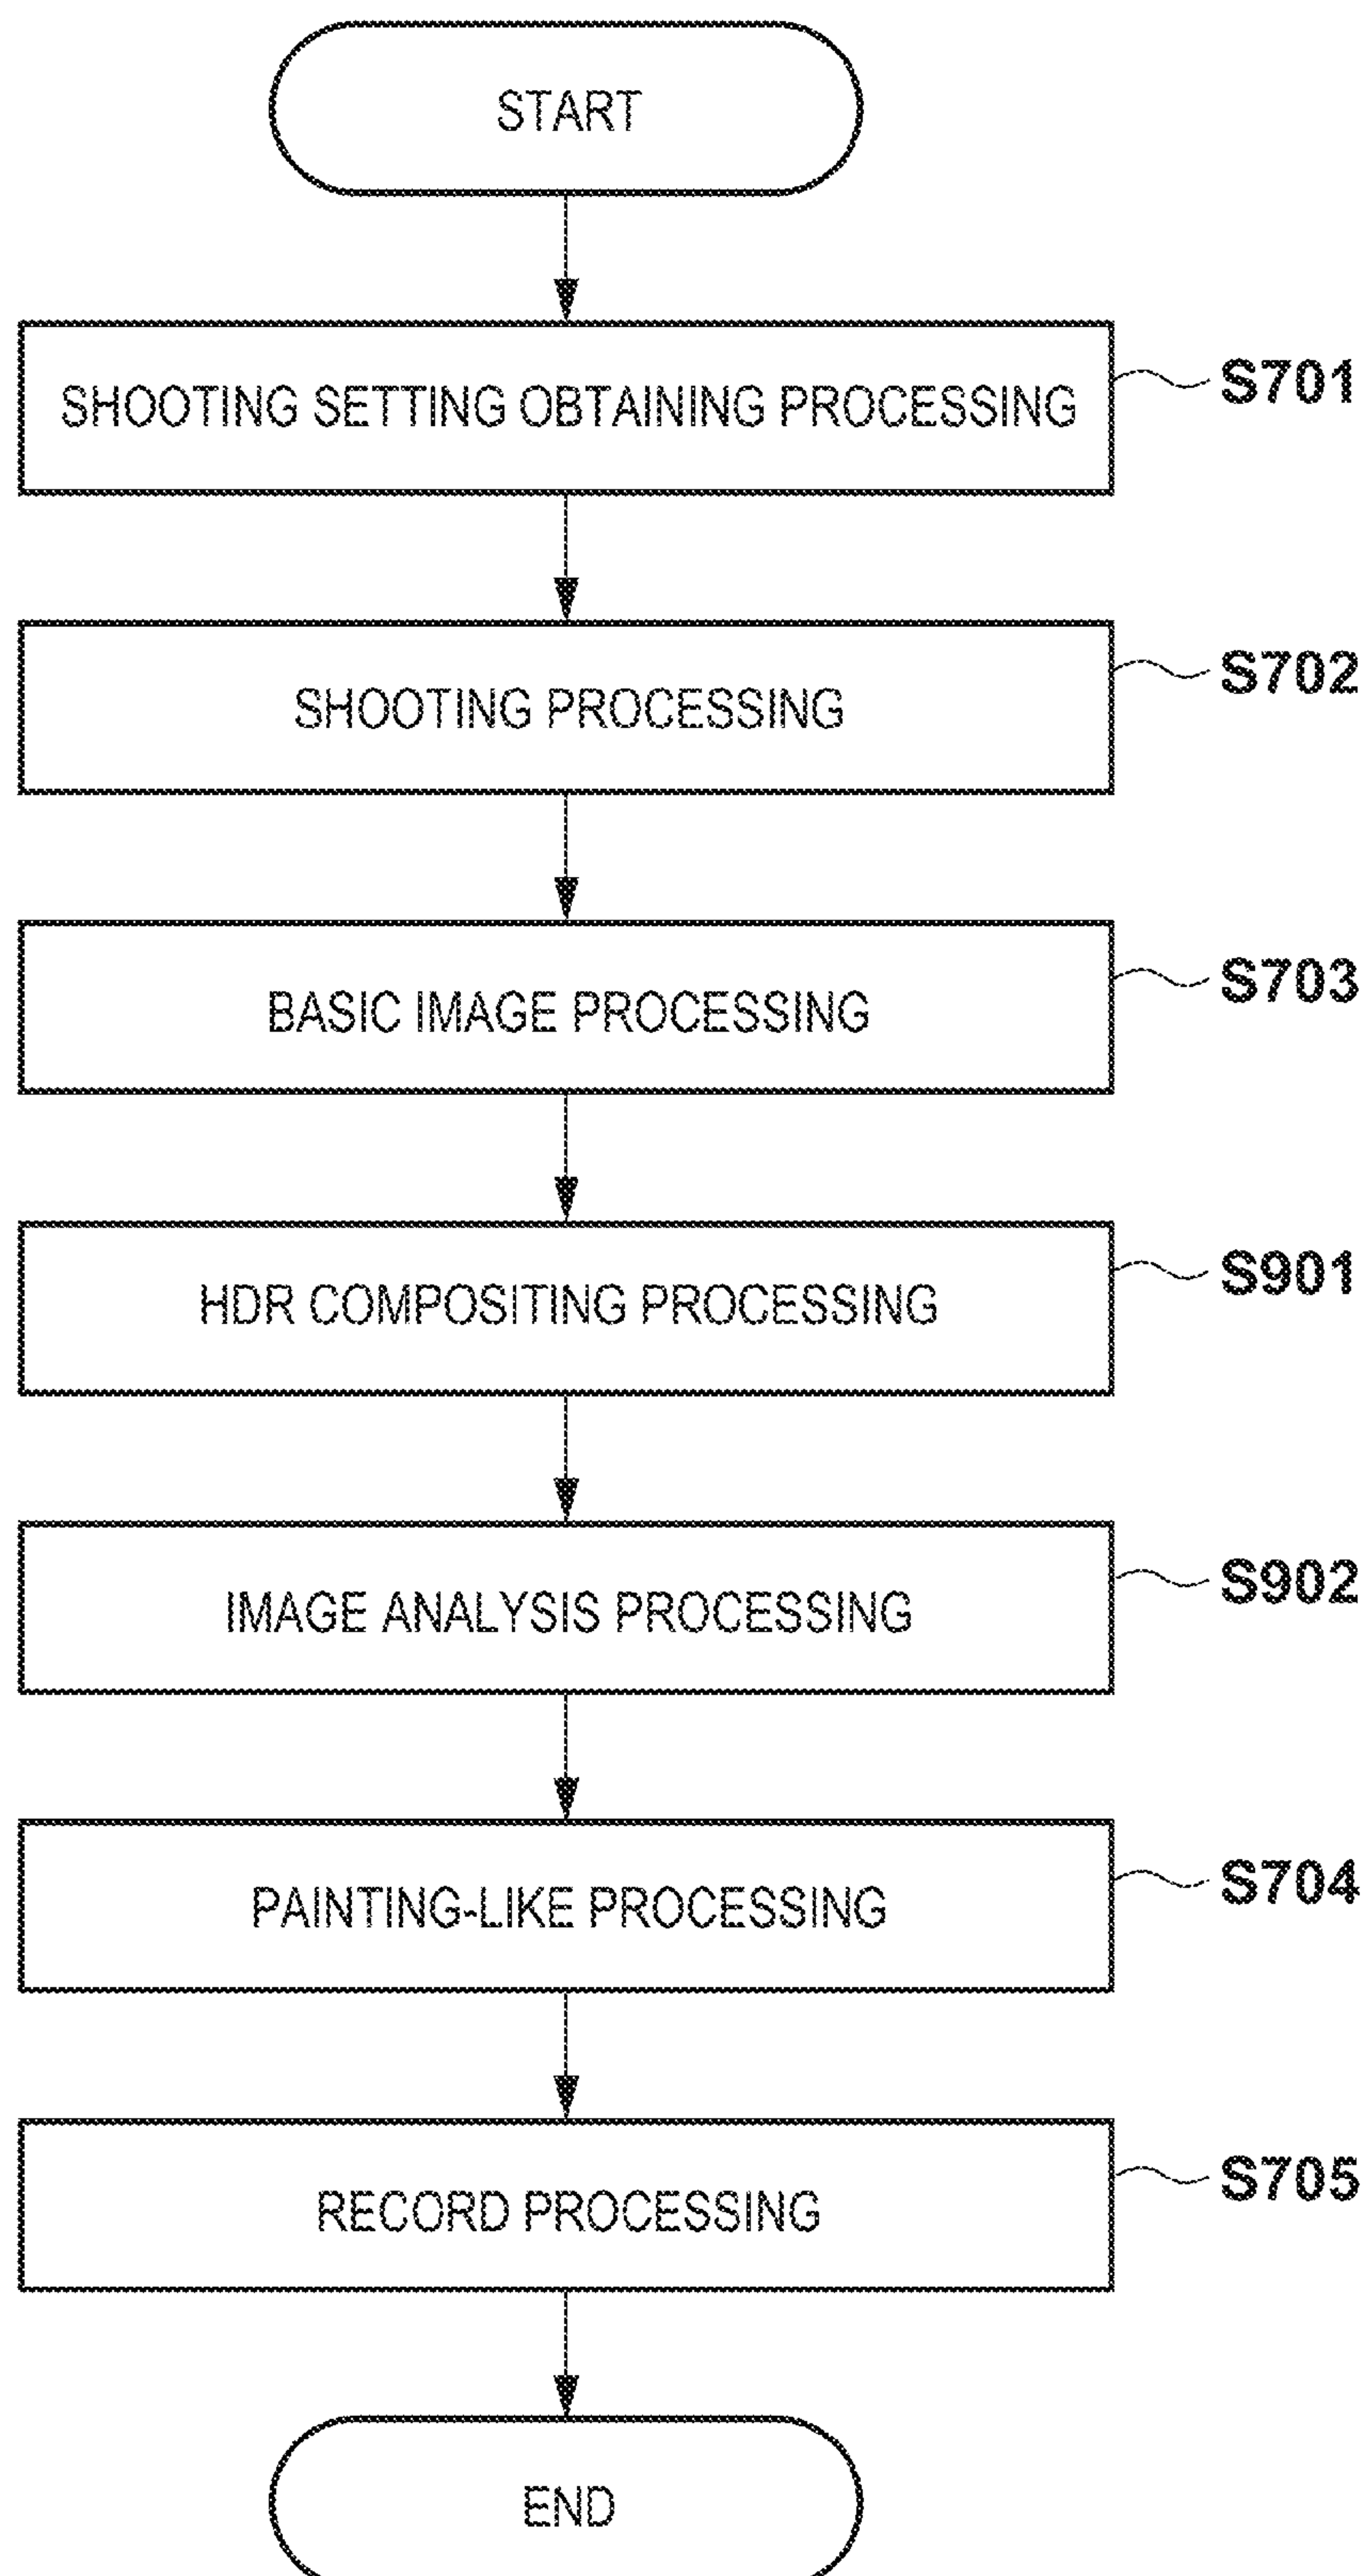 START
SHOOTING SETTING OBTAINING PROCESSING
S701
SHOOTING PROCESSING
S702
BASIC IMAGE PROCESSING
S703
HDR COMPOSITING PROCESSING
S901
IMAGE ANALYSIS PROCESSING
S902
PAINTING-LIKE PROCESSING
S704
RECORD PROCESSING
S705
END